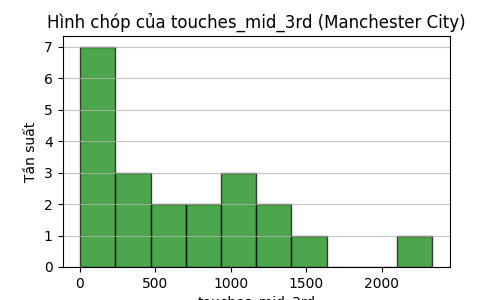 Hình chóp của touches_mid_3rd (Manchester City)
Tần suất
7
6
5
4
3
2
1
0
0 500 1000 1500 2000
touches_mid_3rd